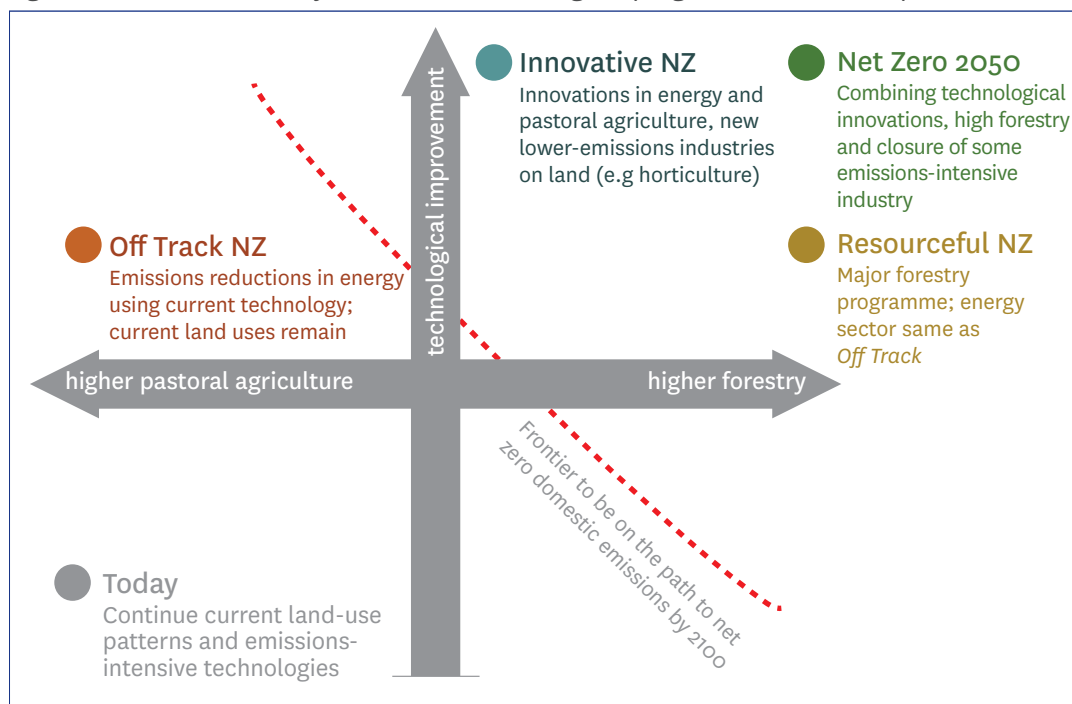 technological improvement
Innovative NZ
Innovations in energy and
pastoral agriculture, new
lower-emissions industries
on land (e.g horticulture)
Net Zero 2050
Combining technological
innovations, high forestry
and closure of some
emissions-intensive
industry
Off Track NZ
Emissions reductions in energy
using current technology;
current land uses remain
Resourceful NZ
Major forestry
programme; energy
sector same as
Off Track
higher pastoral agriculture
higher forestry
Frontier to be on the path to net
zero domestic emissions by 2100
Today
Continue current land-use
patterns and emissions-
intensive technologies